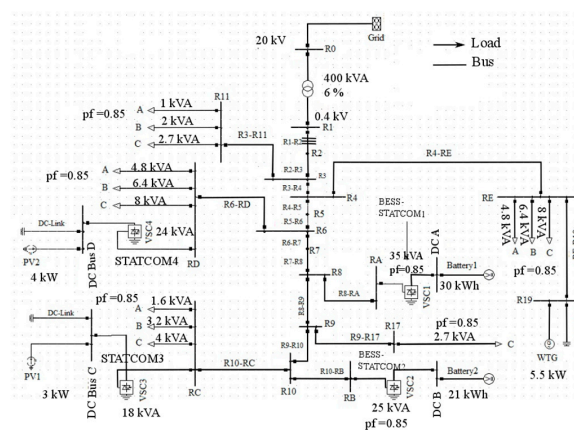 Grid
20 kV
R0
Load
Bus
400 kVA
6 %
0.4 kV
R1
R1-R2
R2
R2-R3
R3
R3-R4
R4
R4-R5
R5
R5-R6
R6
R6-R7
R7
R7-R8
R8
R8-R9
R9
R9-R10
R10
R11
pf =0.85
A 1 kVA
B 2 kVA
C 2.7 kVA
R3-R11
pf =0.85
A 4.8 kVA
B 6.4 kVA
C 8 kVA
R6-RD
DC-Link
VSC4
24 kVA
PV2
4 kW
DC Bus D
STATCOM4
RD
pf =0.85
A 1.6 kVA
B 3.2 kVA
C 4 kVA
DC-Link
PV1
3 kW
DC Bus C
STATCOM3
VSC3
18 kVA
RC
R10-RC
R4-RE
RE
4.8 kVA
6.4 kVA
8 kVA
A B C
pf =0.85
R19
WTG
5.5 kW
BESS-
STATCOM1
35 kVA
pf=0.85
RA
R8-RA
VSC1
DC A
Battery1
30 kWh
R9-R17
R17
pf =0.85
2.7 kVA
C
BESS-
STATCOM2
R10-RB
RB
VSC2
25 kVA
pf =0.85
DC B
Battery2
21 kWh